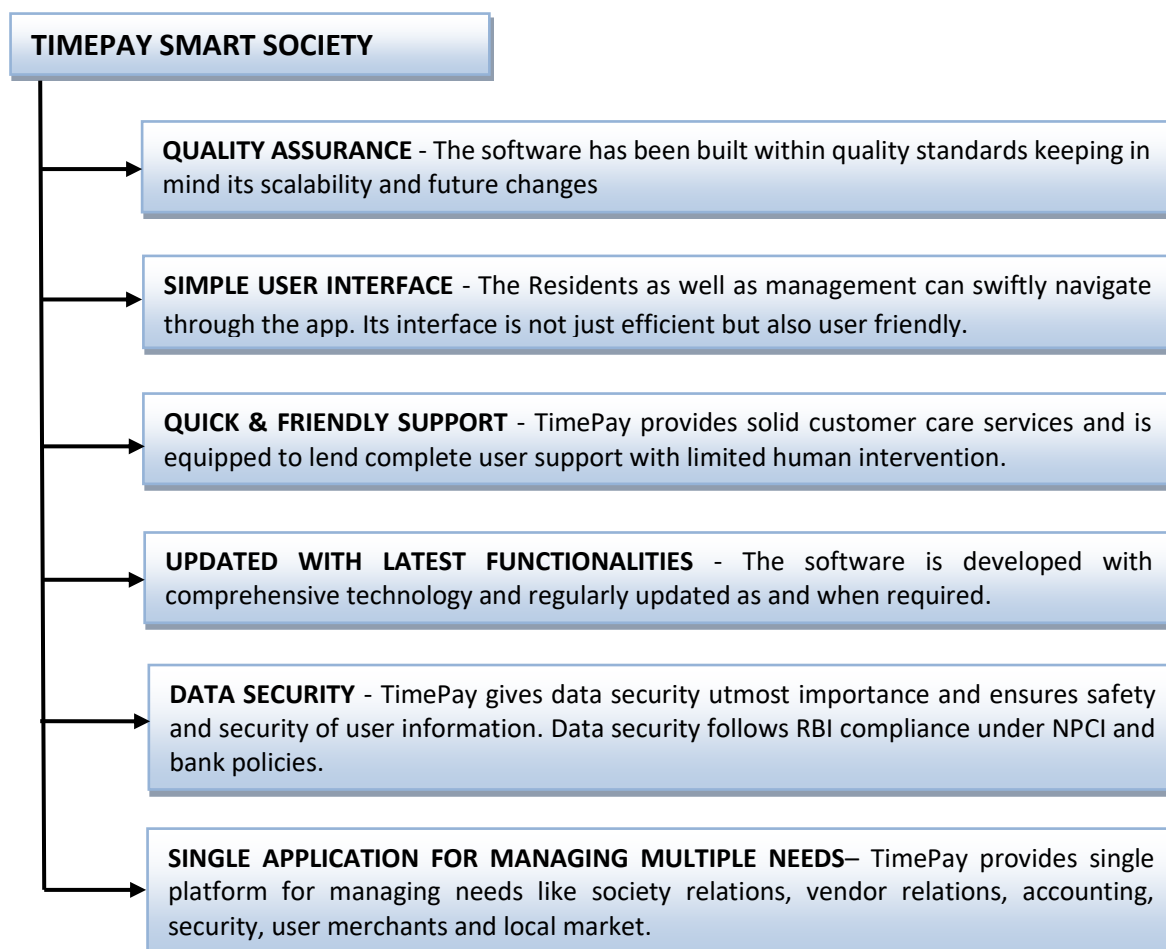 TIMEPAY SMART SOCIETY
QUALITY ASSURANCE - The software has been built within quality standards keeping in
mind its scalability and future changes
SIMPLE USER INTERFACE - The Residents as well as management can swiftly navigate
through the app. Its interface is not just efficient but also user friendly.
QUICK & FRIENDLY SUPPORT - TimePay provides solid customer care services and is
equipped to lend complete user support with limited human intervention.
UPDATED WITH LATEST FUNCTIONALITIES - The software is developed with
comprehensive technology and regularly updated as and when required.
DATA SECURITY - TimePay gives data security utmost importance and ensures safety
and security of user information. Data security follows RBI compliance under NPCI and
bank policies.
SINGLE APPLICATION FOR MANAGING MULTIPLE NEEDS– TimePay provides single
platform for managing needs like society relations, vendor relations, accounting,
security, user merchants and local market.